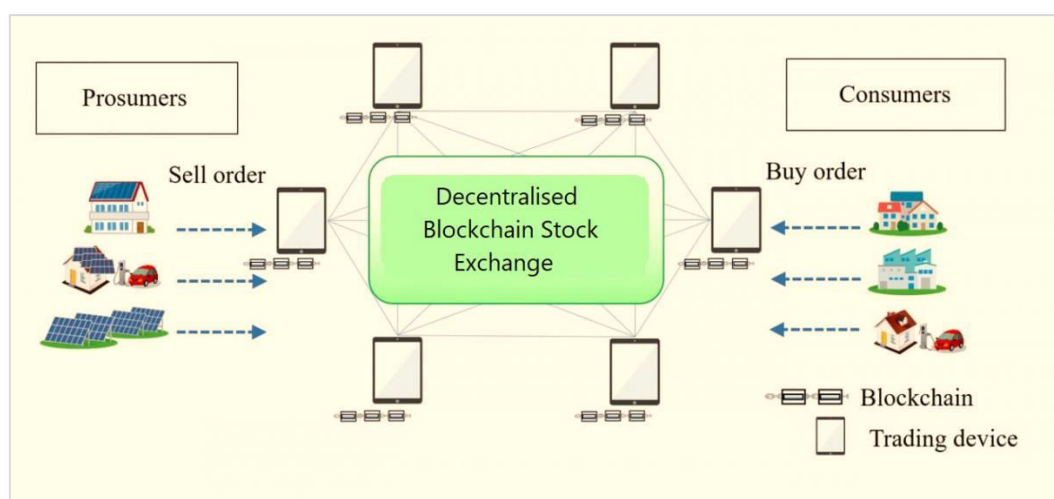 Prosumers
Consumers
Sell order
Buy order
Decentralised
Blockchain Stock
Exchange
Blockchain
Trading device